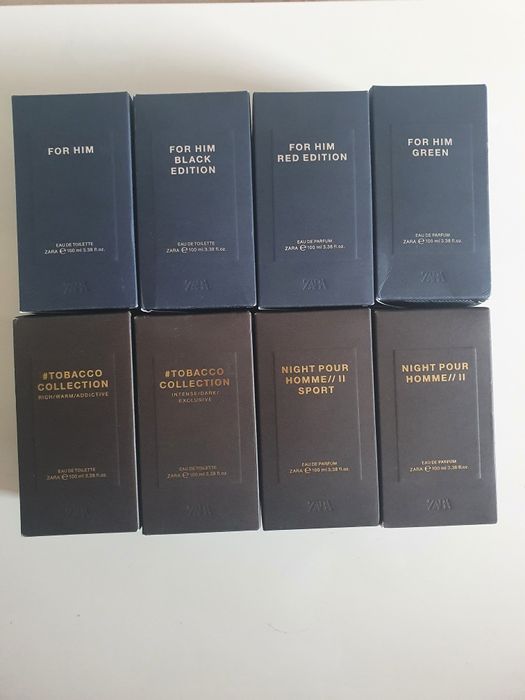 FOR HIM
EAU DE TOILETTE
ZARA ℮ 100 ml 3.38 fl.oz.
ZARA
FOR HIM
BLACK
EDITION
EAU DE TOILETTE
ZARA ℮ 100 ml 3.38 fl.oz.
ZARA
FOR HIM
RED EDITION
EAU DE PARFUM
ZARA ℮ 100 ml 3.38 fl.oz.
ZARA
FOR HIM
GREEN
EAU DE PARFUM
ZARA ℮ 100 ml 3.38 fl.oz.
ZARA
#TOBACCO
COLLECTION
RICH/WARM/ADDICTIVE
EAU DE TOILETTE
ZARA ℮ 100 ml 3.38 fl.oz.
ZARA
#TOBACCO
COLLECTION
INTENSE/DARK/
EXCLUSIVE
EAU DE TOILETTE
ZARA ℮ 100 ml 3.38 fl.oz.
ZARA
NIGHT POUR
HOMME// II
SPORT
EAU DE PARFUM
ZARA ℮ 100 ml 3.38 fl.oz.
ZARA
NIGHT POUR
HOMME// II
EAU DE PARFUM
ZARA ℮ 100 ml 3.38 fl.oz.
ZARA